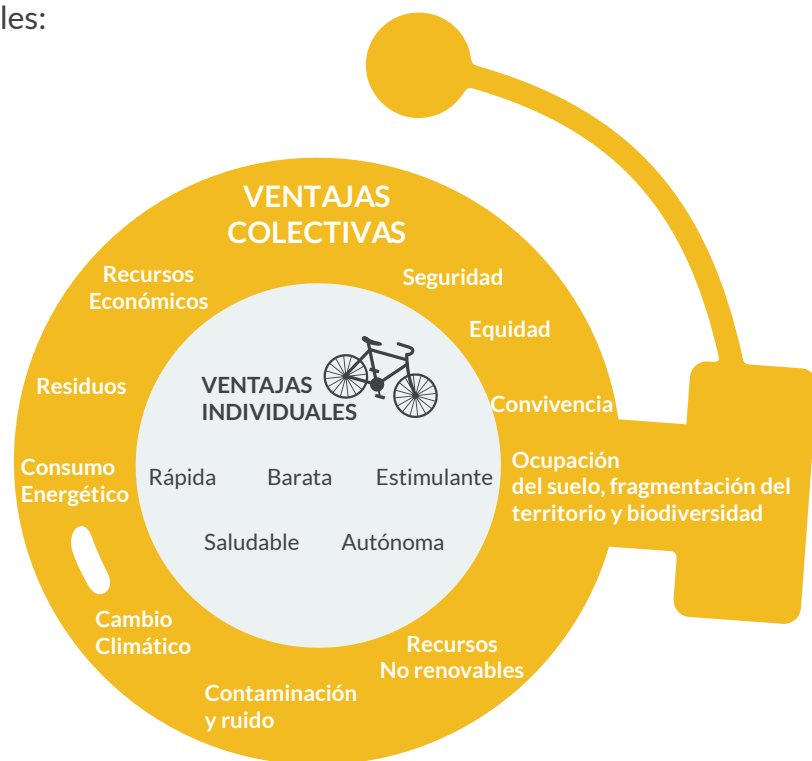 les:
VENTAJAS
COLECTIVAS
Recursos
Económicos
Seguridad
Equidad
Residuos
VENTAJAS
INDIVIDUALES
Convivencia
Consumo
Energético
Rápida
Barata
Estimulante
Ocupación
del suelo, fragmentación del
territorio y biodiversidad
Saludable
Autónoma
Cambio
Climático
Recursos
No renovables
Contaminación
y ruido